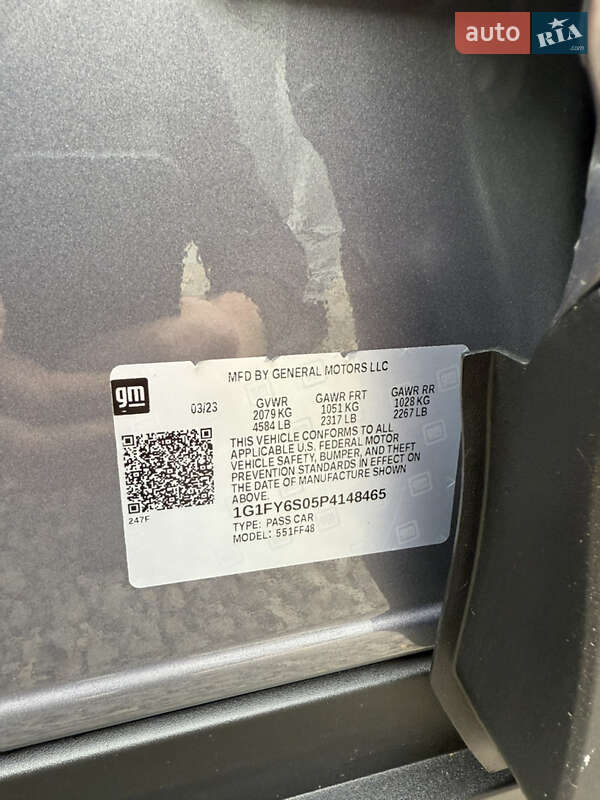 auto RIA
.com
MFD BY GENERAL MOTORS LLC
gm
03/23 GVWR GAWR FRT GAWR RR
2079 KG 1051 KG 1028 KG
4584 LB 2317 LB 2267 LB
THIS VEHICLE CONFORMS TO ALL
APPLICABLE U.S. FEDERAL MOTOR
VEHICLE SAFETY, BUMPER, AND THEFT
PREVENTION STANDARDS IN EFFECT ON
THE DATE OF MANUFACTURE SHOWN
ABOVE.
247F
1G1FY6S05P4148465
TYPE: PASS CAR
MODEL: 551FF48